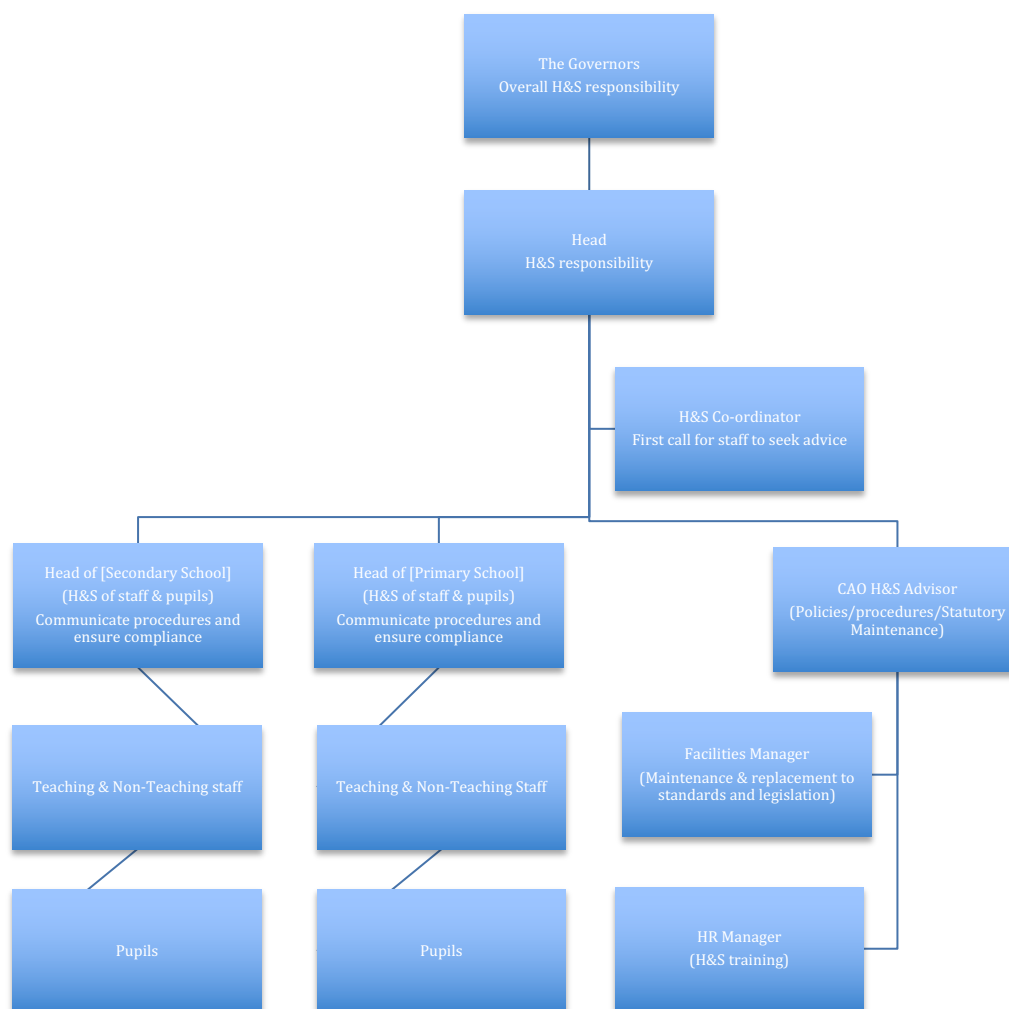 The Governors
Overall H&S responsibility
Head
H&S responsibility
H&S Co-ordinator
First call for staff to seek advice
Head of [Secondary School]
(H&S of staff & pupils)
Communicate procedures and
ensure compliance
Head of [Primary School]
(H&S of staff & pupils)
Communicate procedures and
ensure compliance
CAO H&S Advisor
(Policies/procedures/Statutory
Maintenance)
Teaching & Non-Teaching staff
Teaching & Non-Teaching Staff
Facilities Manager
(Maintenance & replacement to
standards and legislation)
Pupils
Pupils
HR Manager
(H&S training)